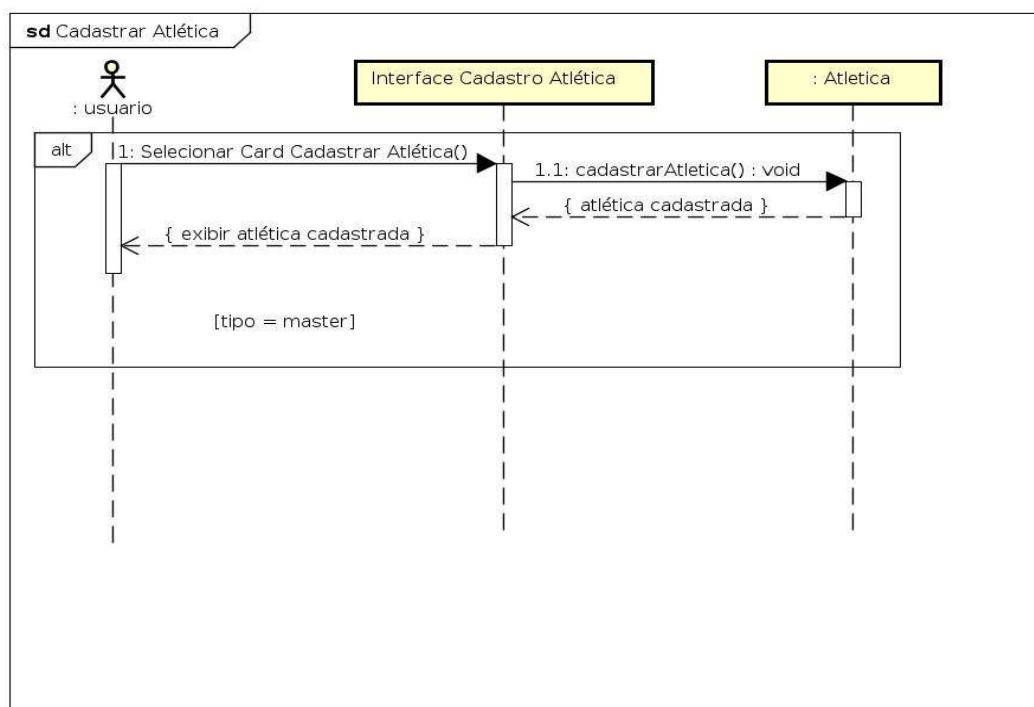 sd Cadastrar Atlética
: usuario
Interface Cadastro Atlética
: Atletica
alt
1: Selecionar Card Cadastrar Atlética()
1.1: cadastrarAtletica() : void
{ atlética cadastrada }
{ exibir atlética cadastrada }
[tipo = master]